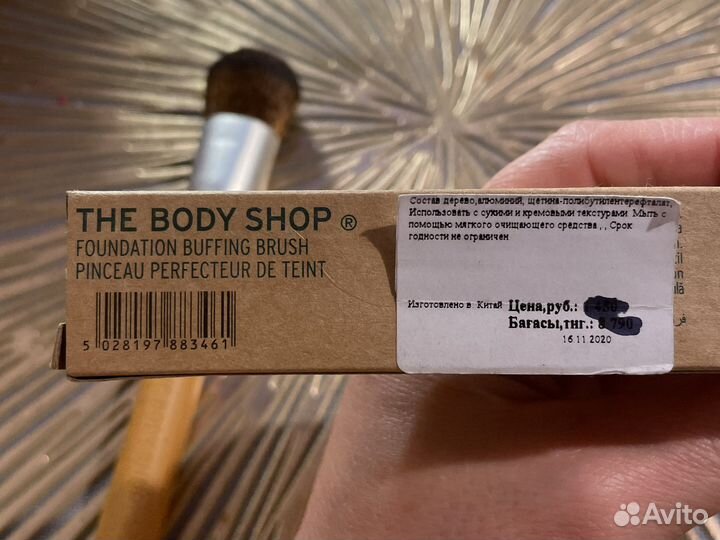 THE BODY SHOP ®
FOUNDATION BUFFING BRUSH
PINCEAU PERFECTEUR DE TEINT
5 028197 883461
Состав дерево,алюминий, щетина-полибутилентерефталат,
Использовать с сухими и кремовыми текстурами Мыть с
помощью мягкого очищающего средства , , Срок
годности не ограничен
Изготовлено в: Китай
Цена,руб.:
Бағасы,тнг.: 8 790
16.11.2020
Avito